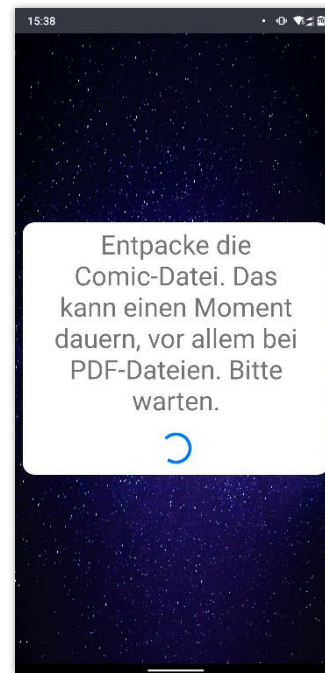 15:38
Entpacke die
Comic-Datei. Das
kann einen Moment
dauern, vor allem bei
PDF-Dateien. Bitte
warten.